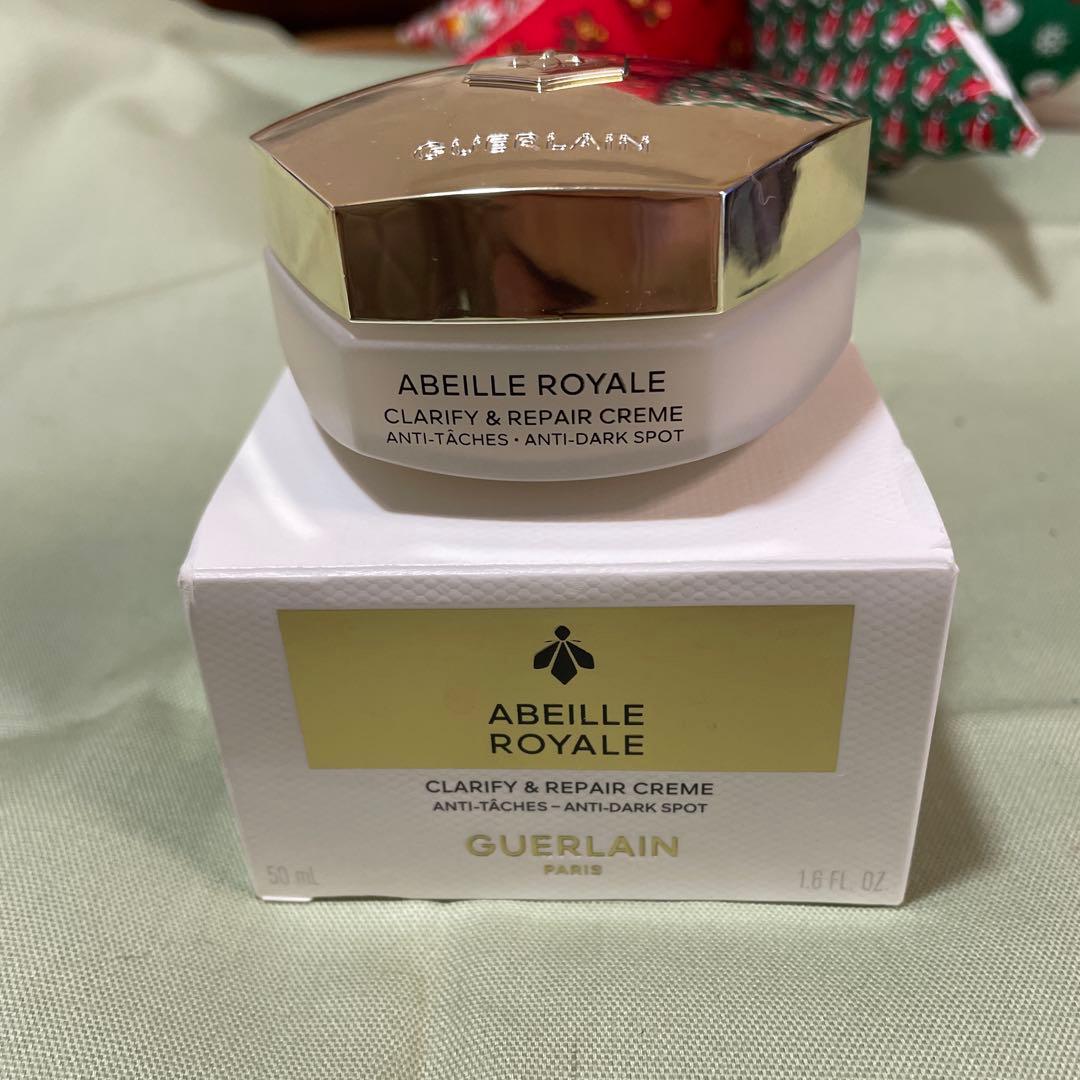 GUERLAIN
ABEILLE ROYALE
CLARIFY & REPAIR CREME
ANTI-TÂCHES • ANTI-DARK SPOT
ABEILLE
ROYALE
CLARIFY & REPAIR CREME
ANTI-TÂCHES – ANTI-DARK SPOT
GUERLAIN
PARIS
50 mL 1.6 FL. OZ.